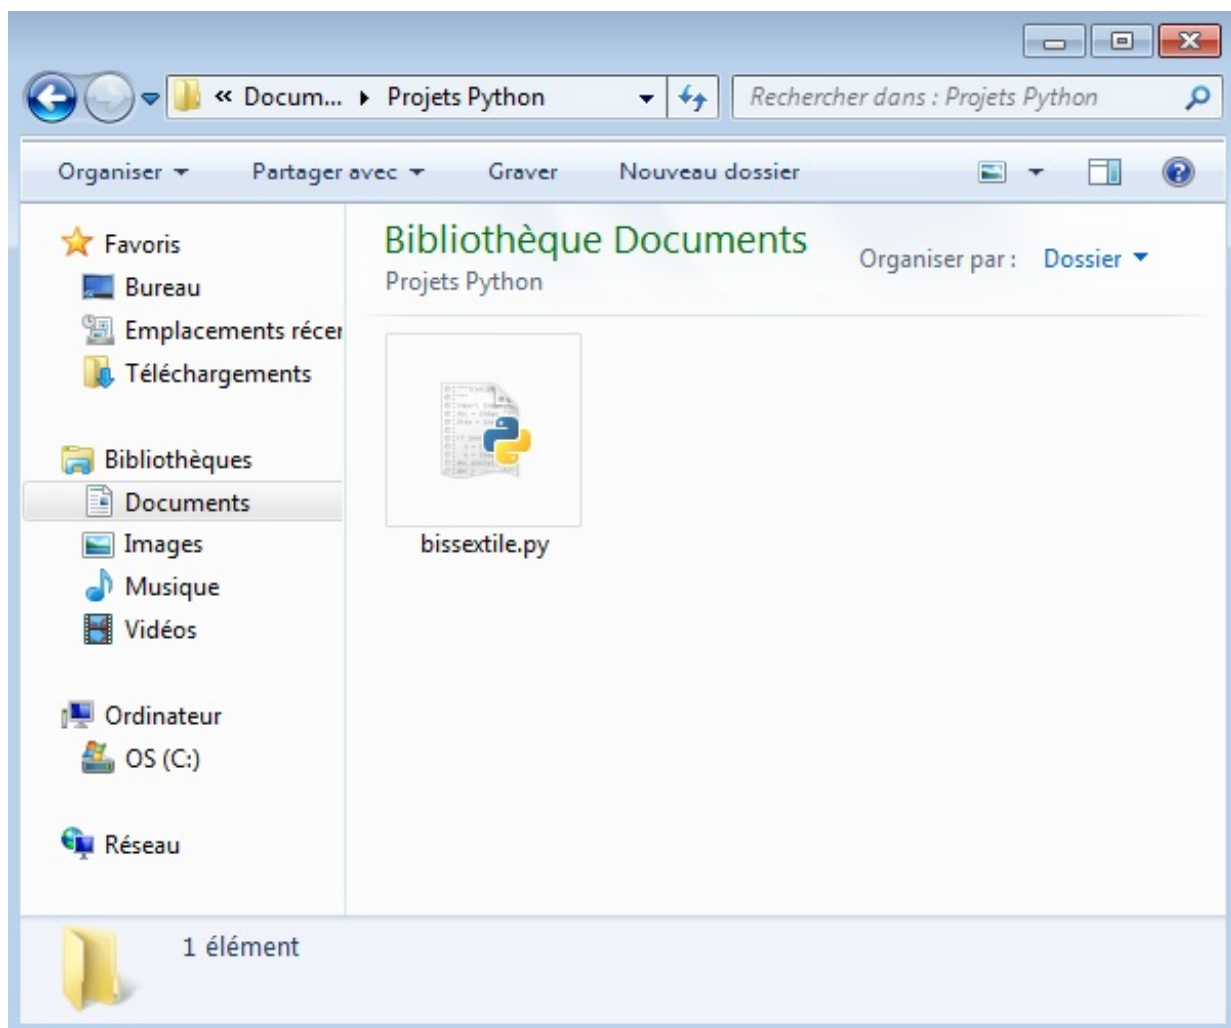 « Docum... Projets Python
Rechercher dans : Projets Python
Organiser Partager avec Graver Nouveau dossier
Favoris
Bureau
Emplacements récer
Téléchargements
Bibliothèques
Documents
Images
Musique
Vidéos
Ordinateur
OS (C:)
Réseau
Bibliothèque Documents
Projets Python
Organiser par : Dossier
bissextile.py
1 élément